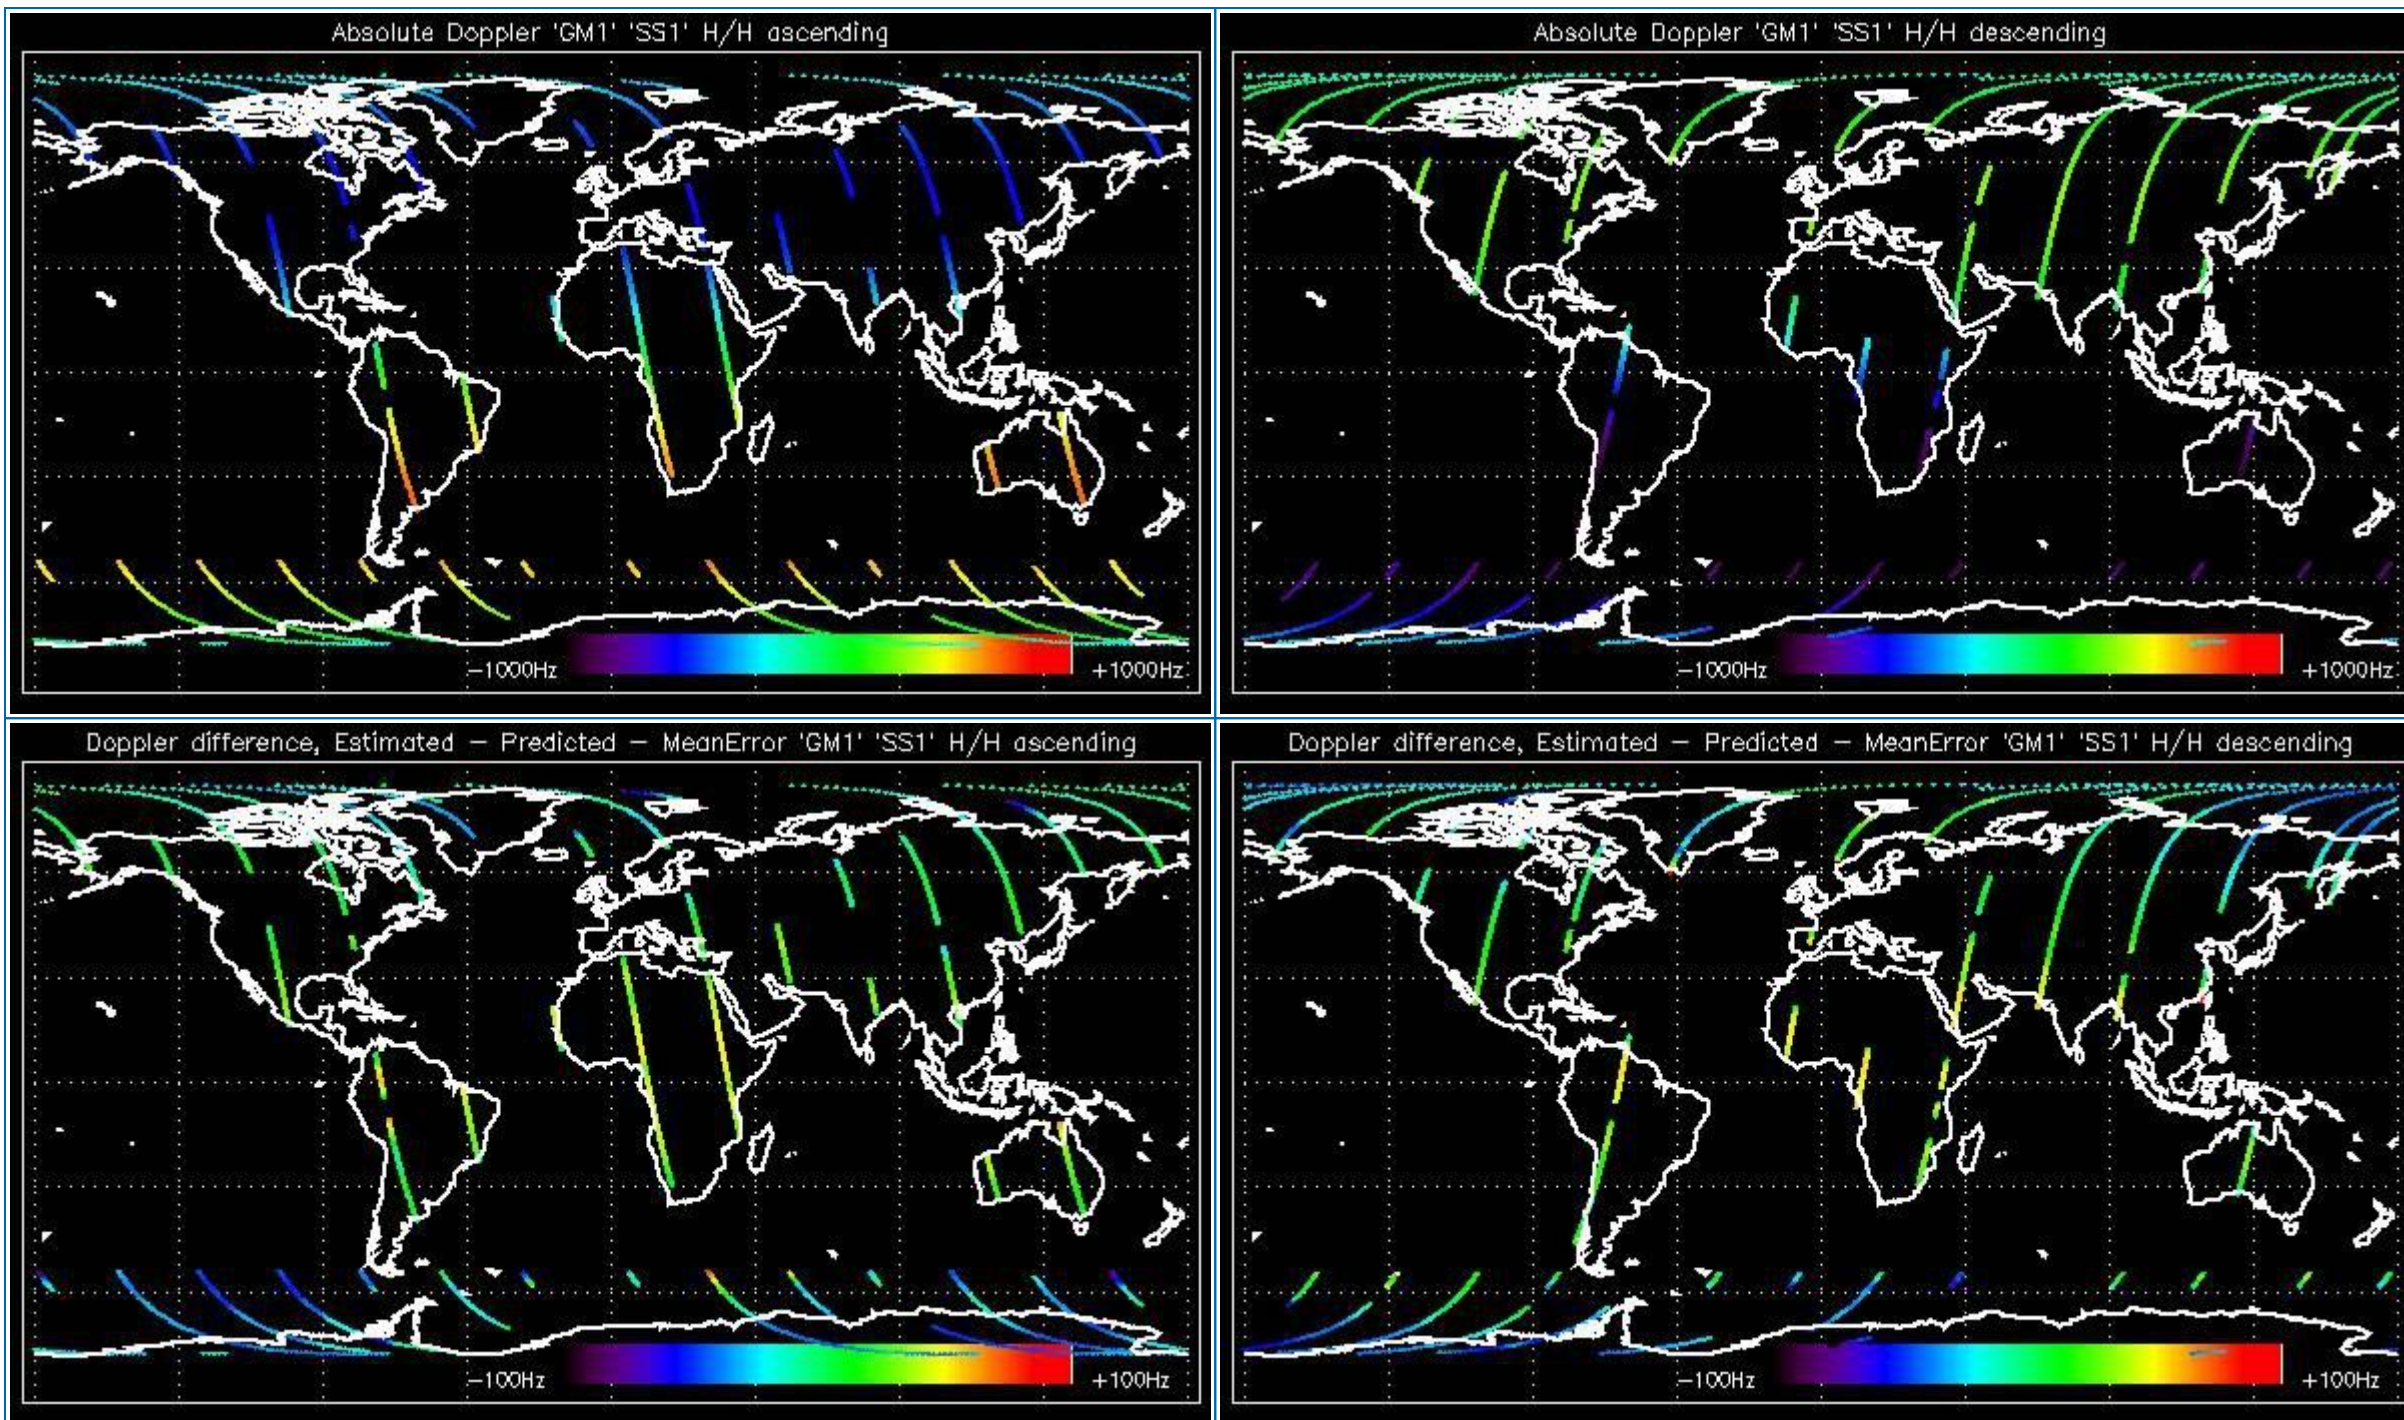 Absolute Doppler 'GM1' 'SS1' H/H ascending
-1000Hz
+1000Hz
Absolute Doppler 'GM1' 'SS1' H/H descending
-1000Hz
+1000Hz
Doppler difference, Estimated - Predicted - MeanError 'GM1' 'SS1' H/H ascending
-100Hz
+100Hz
Doppler difference, Estimated - Predicted - MeanError 'GM1' 'SS1' H/H descending
-100Hz
+100Hz